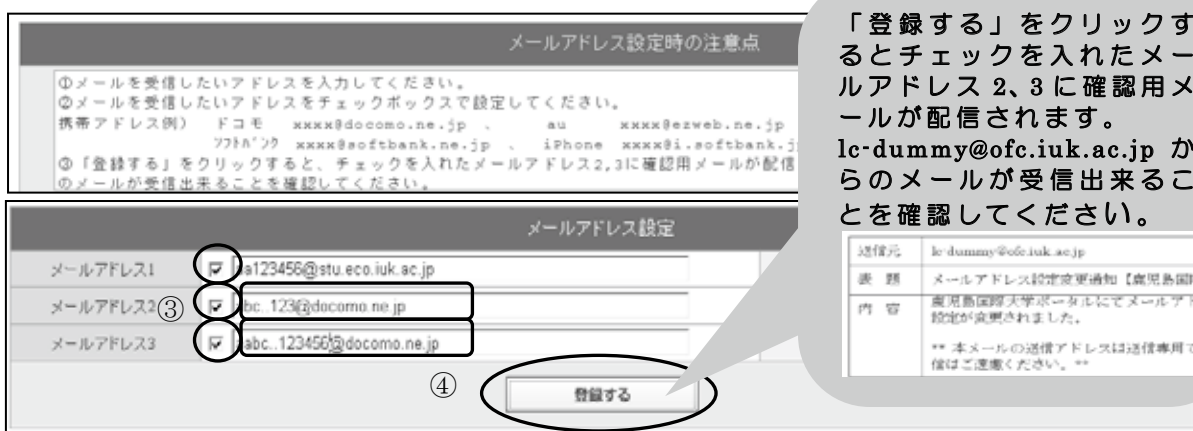 メールアドレス設定時の注意点
①メールを受信したいアドレスを入力してください。
②メールを受信したいアドレスをチェックボックスで設定してください。
携帯アドレス例) ドコモ xxxx@docomo.ne.jp 、 au xxxx@ezweb.ne.jp
ソフトバンク xxxx@softbank.ne.jp 、 iPhone xxxx@i.softbank.j
③「登録する」をクリックすると、チェックを入れたメールアドレス2,3に確認用メールが配信
のメールが受信出来ることを確認してください。
メールアドレス設定
メールアドレス1 a123456@stu.eco.iuk.ac.jp
メールアドレス2 ③ bc..123@docomo.ne.jp
メールアドレス3 abc..123456@docomo.ne.jp
④ 登録する
「登録する」をクリックす
るとチェックを入れたメー
ルアドレス 2、3 に確認用メ
ールが配信されます。
lc-dummy@ofc.iuk.ac.jp か
らのメールが受信出来るこ
とを確認してください。
送信元 lc-dummy@ofc.iuk.ac.jp
表 題 メールアドレス設定変更通知【鹿児島国際
内 容 鹿児島国際大学ポータルにてメールアド
設定が変更されました。
** 本メールの送信アドレスは送信専用で
信はご遠慮ください。**